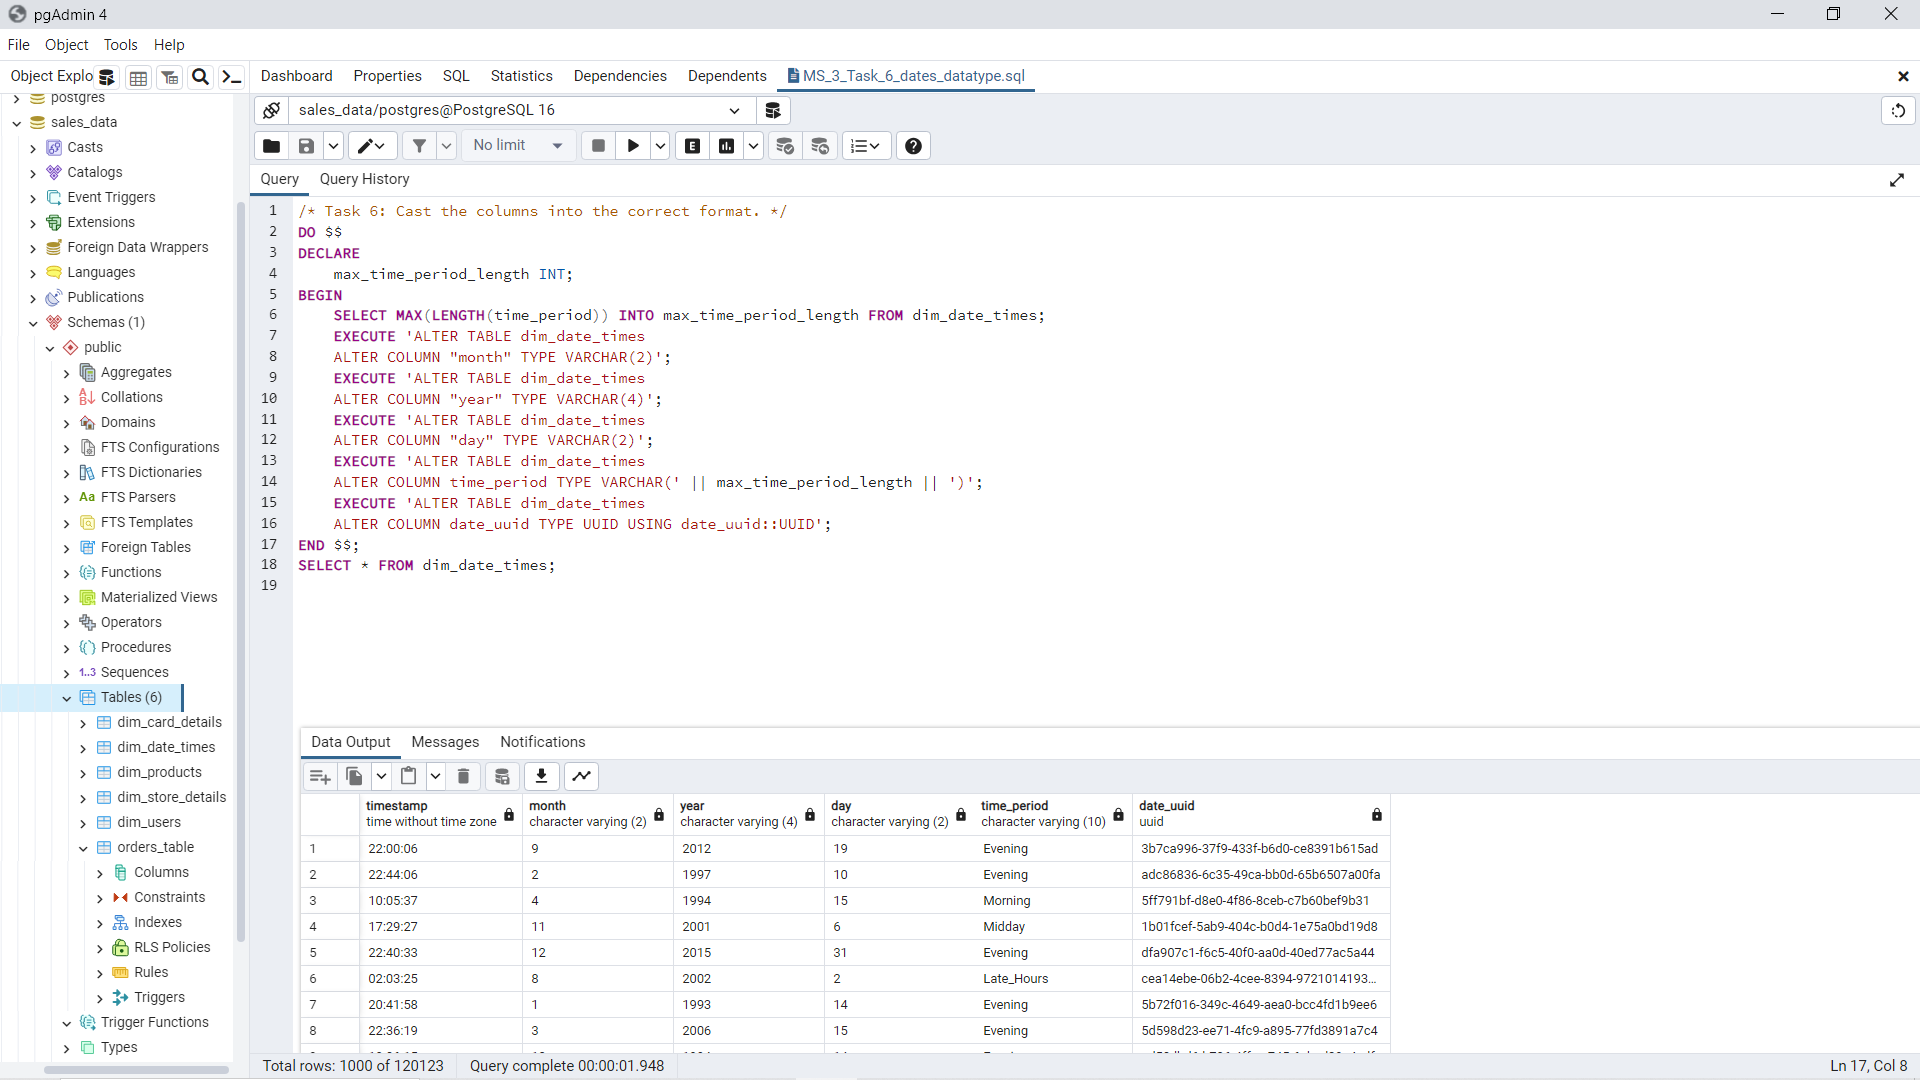 pgAdmin 4
File Object Tools Help
Object Explo
Dashboard Properties SQL Statistics Dependencies Dependents MS_3_Task_6_dates_datatype.sql
postgres
sales_data
Casts
Catalogs
Event Triggers
Extensions
Foreign Data Wrappers
Languages
Publications
Schemas (1)
public
Aggregates
Collations
Domains
FTS Configurations
FTS Dictionaries
Aa FTS Parsers
FTS Templates
Foreign Tables
Functions
Materialized Views
Operators
Procedures
1..3 Sequences
Tables (6)
dim_card_details
dim_date_times
dim_products
dim_store_details
dim_users
orders_table
Columns
Constraints
Indexes
RLS Policies
Rules
Triggers
Trigger Functions
Types
sales_data/postgres@PostgreSQL 16
No limit
E
Query Query History
1 /* Task 6: Cast the columns into the correct format. */
2 DO $$
3 DECLARE
4 max_time_period_length INT;
5 BEGIN
6 SELECT MAX(LENGTH(time_period)) INTO max_time_period_length FROM dim_date_times;
7 EXECUTE 'ALTER TABLE dim_date_times
8 ALTER COLUMN "month" TYPE VARCHAR(2)';
9 EXECUTE 'ALTER TABLE dim_date_times
10 ALTER COLUMN "year" TYPE VARCHAR(4)';
11 EXECUTE 'ALTER TABLE dim_date_times
12 ALTER COLUMN "day" TYPE VARCHAR(2)';
13 EXECUTE 'ALTER TABLE dim_date_times
14 ALTER COLUMN time_period TYPE VARCHAR(' || max_time_period_length || ')';
15 EXECUTE 'ALTER TABLE dim_date_times
16 ALTER COLUMN date_uuid TYPE UUID USING date_uuid::UUID';
17 END $$;
18 SELECT * FROM dim_date_times;
19
Data Output Messages Notifications
timestamp month year day time_period date_uuid
time without time zone character varying (2) character varying (4) character varying (2) character varying (10) uuid
1 22:00:06 9 2012 19 Evening 3b7ca996-37f9-433f-b6d0-ce8391b615ad
2 22:44:06 2 1997 10 Evening adc86836-6c35-49ca-bb0d-65b6507a00fa
3 10:05:37 4 1994 15 Morning 5ff791bf-d8e0-4f86-8ceb-c7b60bef9b31
4 17:29:27 11 2001 6 Midday 1b01fcef-5ab9-404c-b0d4-1e75a0bd19d8
5 22:40:33 12 2015 31 Evening dfa907c1-f6c5-40f0-aa0d-40ed77ac5a44
6 02:03:25 8 2002 2 Late_Hours cea14ebe-06b2-4cee-8394-9721014193...
7 20:41:58 1 1993 14 Evening 5b72f016-349c-4649-aea0-bcc4fd1b9ee6
8 22:36:19 3 2006 15 Evening 5d598d23-ee71-4fc9-a895-77fd3891a7c4
Total rows: 1000 of 120123 Query complete 00:00:01.948 Ln 17, Col 8